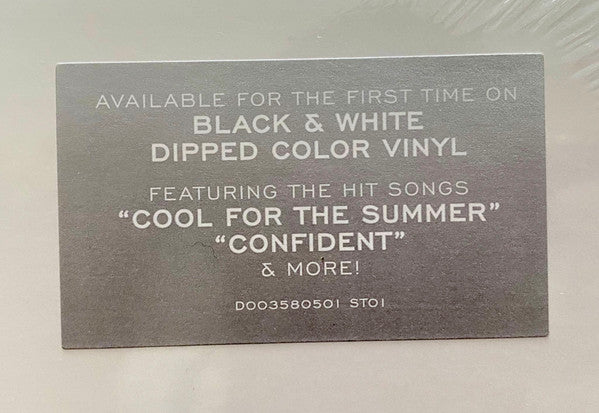 AVAILABLE FOR THE FIRST TIME ON
BLACK & WHITE
DIPPED COLOR VINYL
FEATURING THE HIT SONGS
“COOL FOR THE SUMMER”
“CONFIDENT”
& MORE!
D003580501 ST01